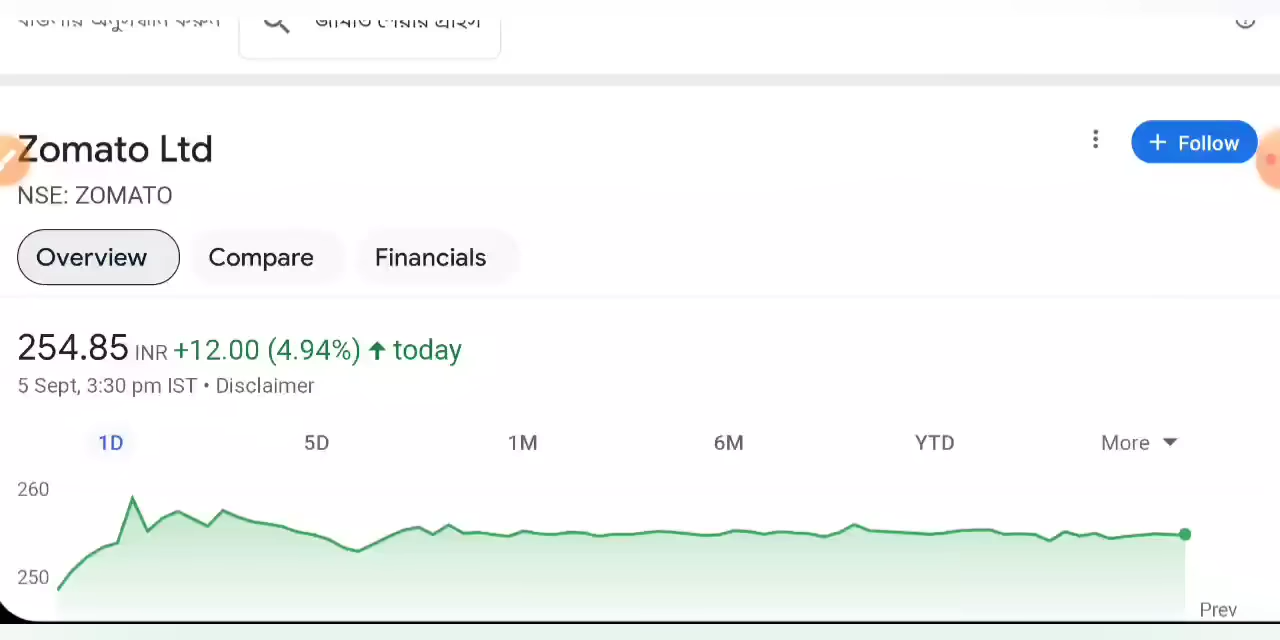 Zomato Ltd
+ Follow
NSE: ZOMATO
Overview
Compare
Financials
254.85 INR +12.00 (4.94%) ↑ today
5 Sept, 3:30 pm IST • Disclaimer
1D 5D 1M 6M YTD More
260
250
Prev